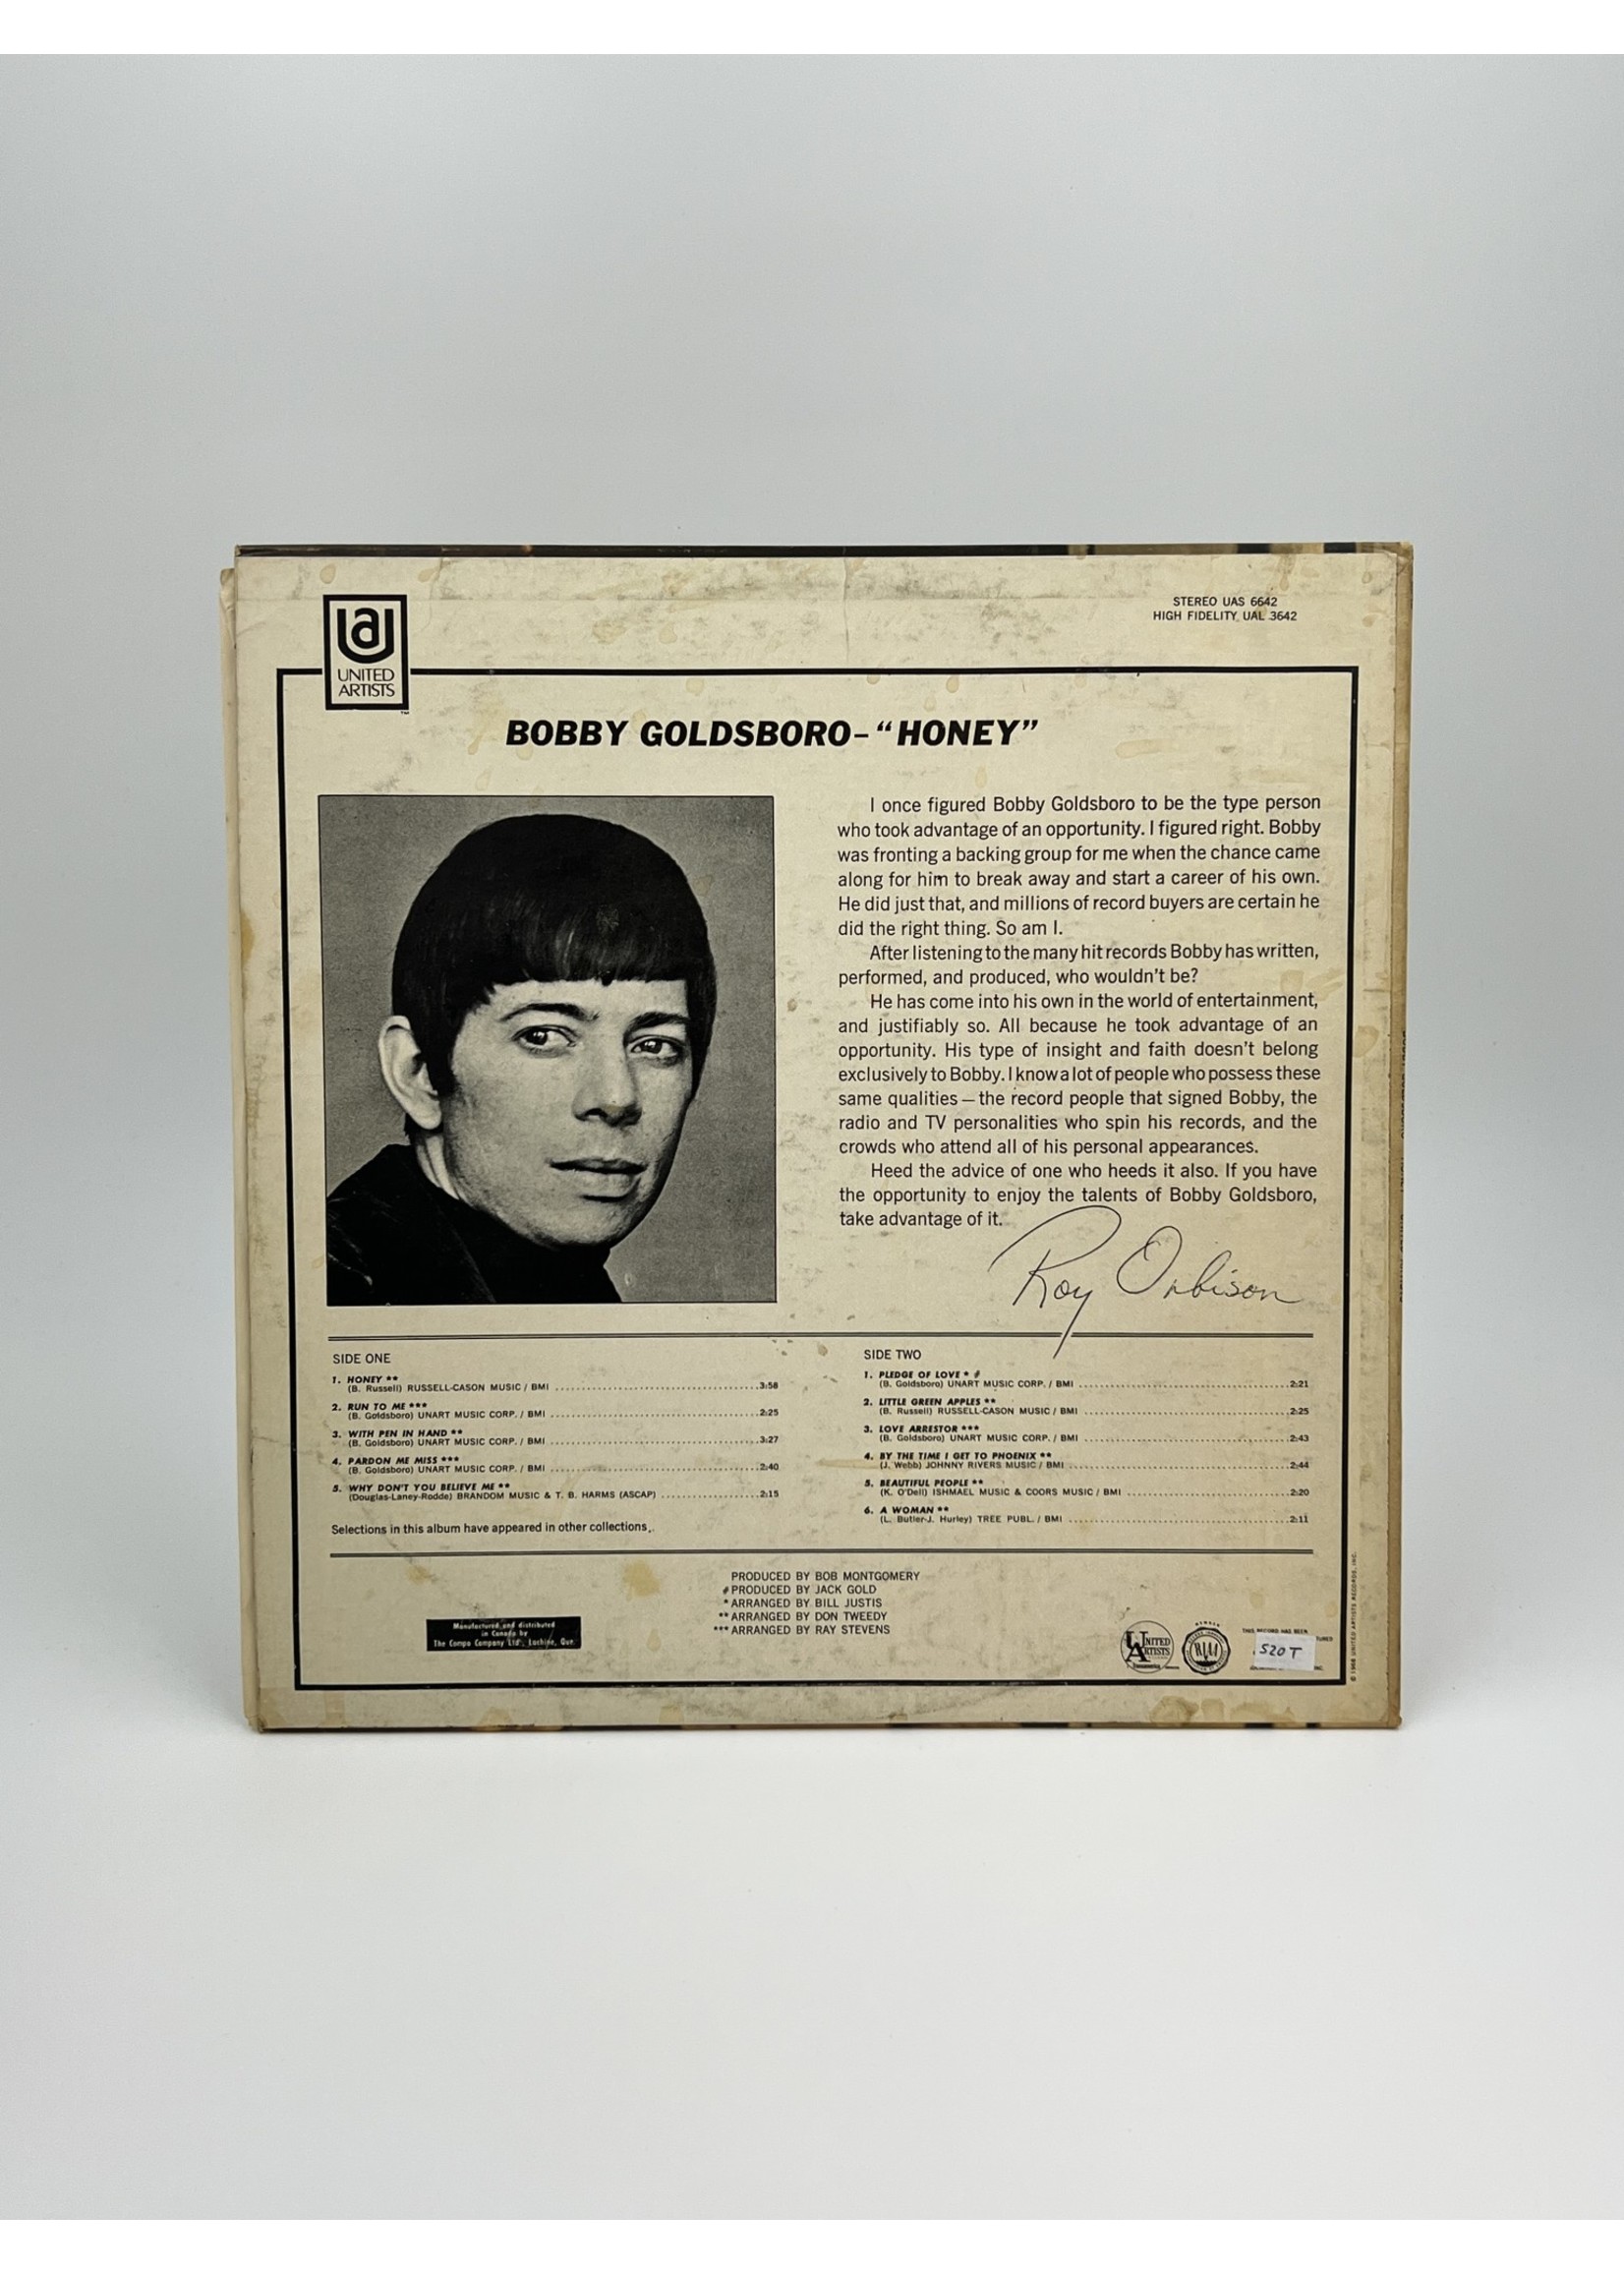 UNITED
ARTISTS
™
STEREO UAS 6642
HIGH FIDELITY UAL 3642
BOBBY GOLDSBORO–“HONEY”
I once figured Bobby Goldsboro to be the type person
who took advantage of an opportunity. I figured right. Bobby
was fronting a backing group for me when the chance came
along for him to break away and start a career of his own.
He did just that, and millions of record buyers are certain he
did the right thing. So am I.
After listening to the many hit records Bobby has written,
performed, and produced, who wouldn't be?
He has come into his own in the world of entertainment,
and justifiably so. All because he took advantage of an
opportunity. His type of insight and faith doesn't belong
exclusively to Bobby. I know a lot of people who possess these
same qualities — the record people that signed Bobby, the
radio and TV personalities who spin his records, and the
crowds who attend all of his personal appearances.
Heed the advice of one who heeds it also. If you have
the opportunity to enjoy the talents of Bobby Goldsboro,
take advantage of it.
Roy Orbison
SIDE ONE
1. HONEY **
(B. Russell) RUSSELL-CASON MUSIC / BMI 3:58
2. RUN TO ME ***
(B. Goldsboro) UNART MUSIC CORP. / BMI 2:25
3. WITH PEN IN HAND **
(B. Goldsboro) UNART MUSIC CORP. / BMI 3:27
4. PARDON ME MISS ***
(B. Goldsboro) UNART MUSIC CORP. / BMI 2:40
5. WHY DON'T YOU BELIEVE ME **
(Douglas-Laney-Rodde) BRANDOM MUSIC & T. B. HARMS (ASCAP) 2:15
Selections in this album have appeared in other collections.
SIDE TWO
1. PLEDGE OF LOVE * #
(B. Goldsboro) UNART MUSIC CORP. / BMI 2:21
2. LITTLE GREEN APPLES **
(B. Russell) RUSSELL-CASON MUSIC / BMI 2:25
3. LOVE ARRESTOR ***
(B. Goldsboro) UNART MUSIC CORP. / BMI 2:43
4. BY THE TIME I GET TO PHOENIX **
(J. Webb) JOHNNY RIVERS MUSIC / BMI 2:44
5. BEAUTIFUL PEOPLE **
(K. O'Dell) ISHMAEL MUSIC & COORS MUSIC / BMI 2:20
6. A WOMAN **
(L. Butler-J. Hurley) TREE PUBL. / BMI 2:11
PRODUCED BY BOB MONTGOMERY
# PRODUCED BY JACK GOLD
* ARRANGED BY BILL JUSTIS
** ARRANGED BY DON TWEEDY
*** ARRANGED BY RAY STEVENS
Manufactured and distributed
in Canada by
The Compo Company Ltd., Lachine, Que.
UNITED
ARTISTS
RIAA
THIS RECORD HAS BEEN
520T
© 1968 UNITED ARTISTS RECORDS, INC.